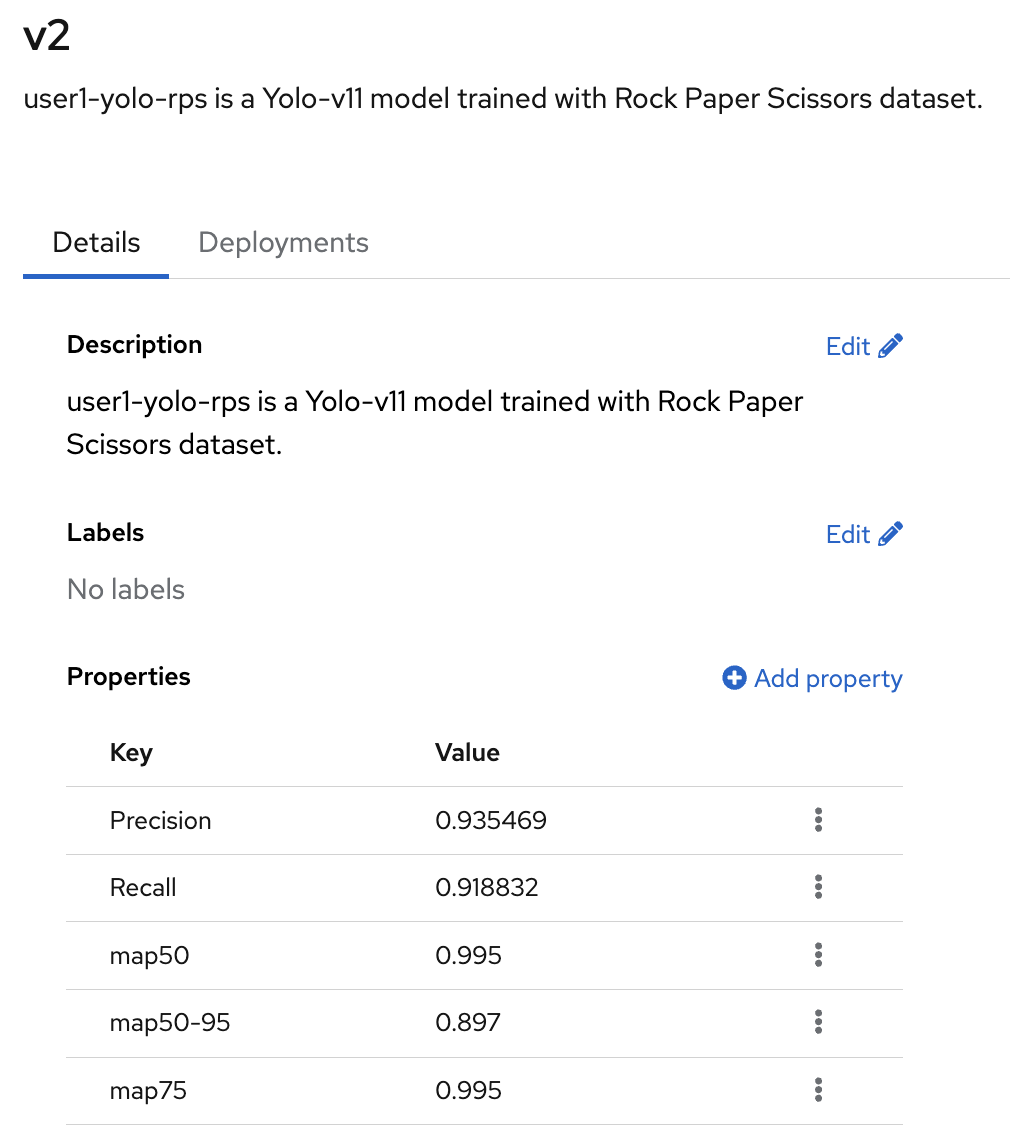 v2
user1-yolo-rps is a Yolo-v11 model trained with Rock Paper Scissors dataset.
Details Deployments
Description Edit
user1-yolo-rps is a Yolo-v11 model trained with Rock Paper
Scissors dataset.
Labels Edit
No labels
Properties Add property
Key Value
Precision 0.935469
Recall 0.918832
map50 0.995
map50-95 0.897
map75 0.995